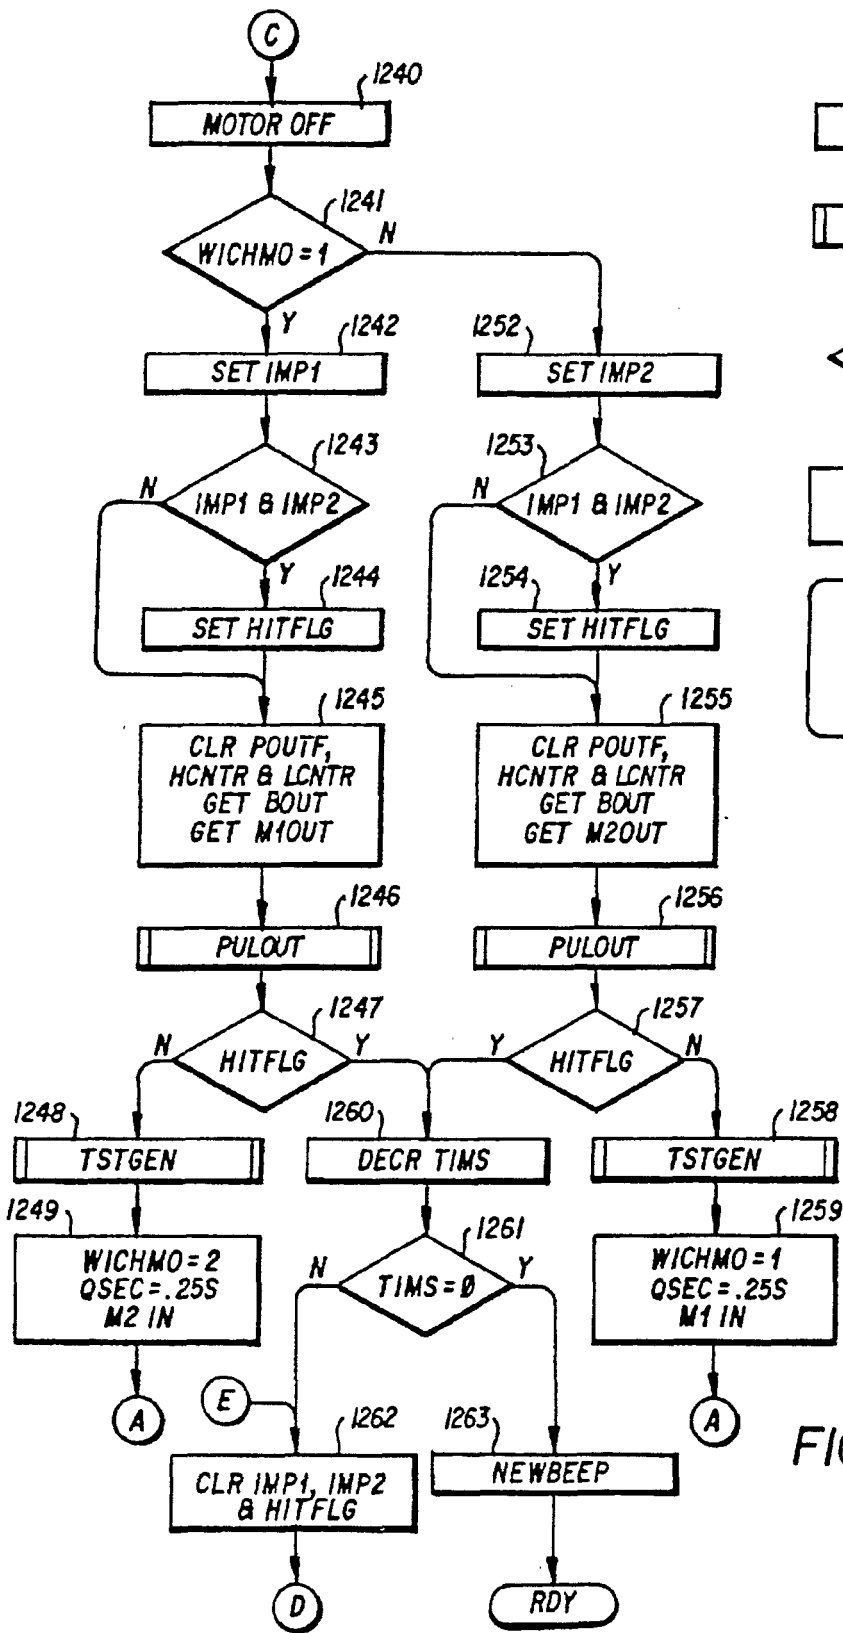 C
1240
MOTOR OFF
1241
WICHMO = 1
N
Y
1242
SET IMP1
1252
SET IMP2
1243
IMP1 & IMP2
N
Y
1253
IMP1 & IMP2
N
Y
1244
SET HITFLG
1254
SET HITFLG
1245
CLR POUTF,
HCNTR & LCNTR
GET BOUT
GET M1OUT
1255
CLR POUTF,
HCNTR & LCNTR
GET BOUT
GET M2OUT
1246
PULOUT
1256
PULOUT
1247
N
HITFLG
Y
1257
Y
HITFLG
N
1248
TSTGEN
1260
DECR TIMS
1258
TSTGEN
1249
WICHMO = 2
QSEC = .25S
M2 IN
1261
N
TIMS = Ø
Y
1259
WICHMO = 1
QSEC = .25S
M1 IN
A
E
A
1262
CLR IMP1, IMP2
& HITFLG
1263
NEWBEEP
D
RDY